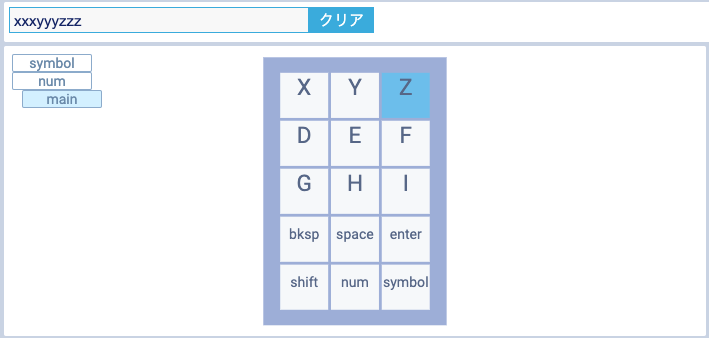 xxxyyyzzz クリア
symbol
num
main
X Y Z
D E F
G H I
bksp space enter
shift num symbol